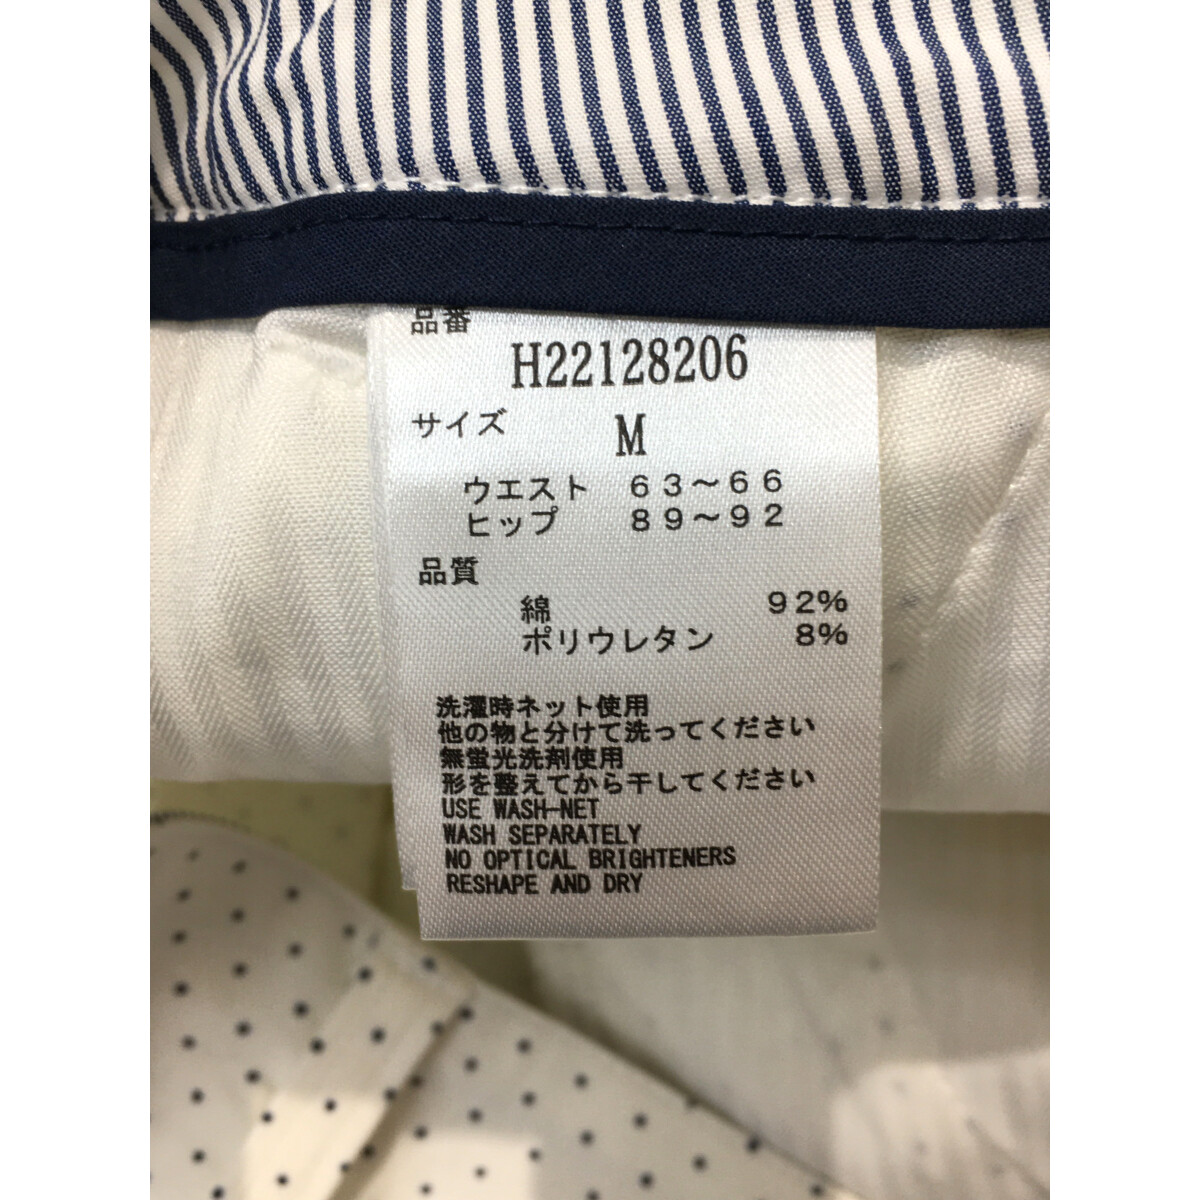 品番
H22128206
サイズ M
ウエスト 63～66
ヒップ 89～92
品質
綿 92%
ポリウレタン 8%
洗濯時ネット使用
他の物と分けて洗ってください
無蛍光洗剤使用
形を整えてから干してください
USE WASH-NET
WASH SEPARATELY
NO OPTICAL BRIGHTENERS
RESHAPE AND DRY